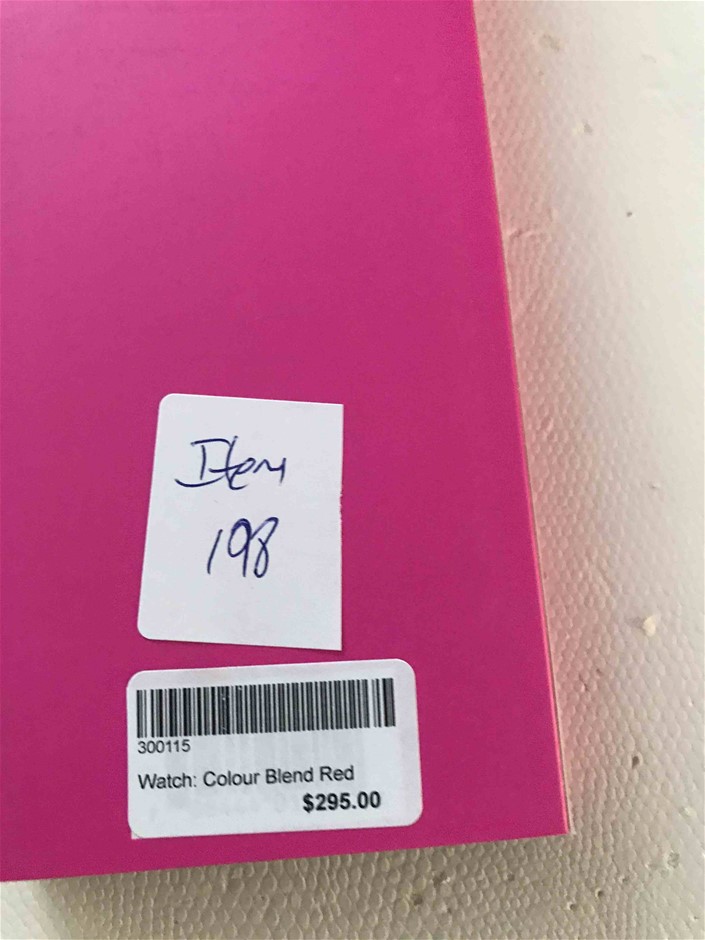 Item
198
300115
Watch: Colour Blend Red
$295.00